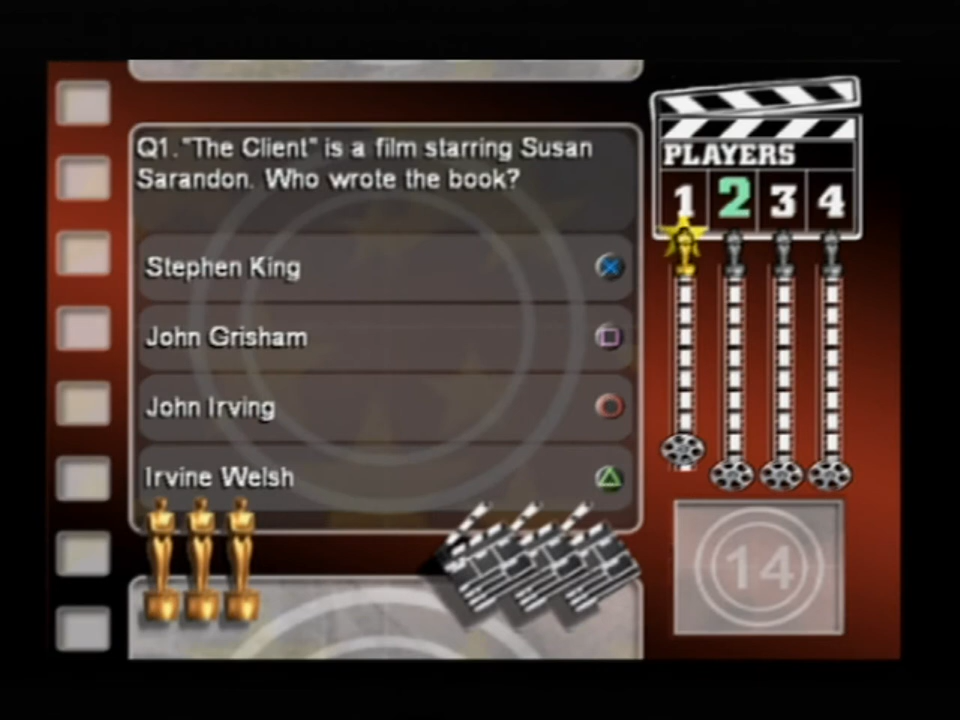 Q1."The Client" is a film starring Susan
Sarandon. Who wrote the book?
Stephen King
John Grisham
John Irving
Irvine Welsh
PLAYERS
1 2 3 4
14